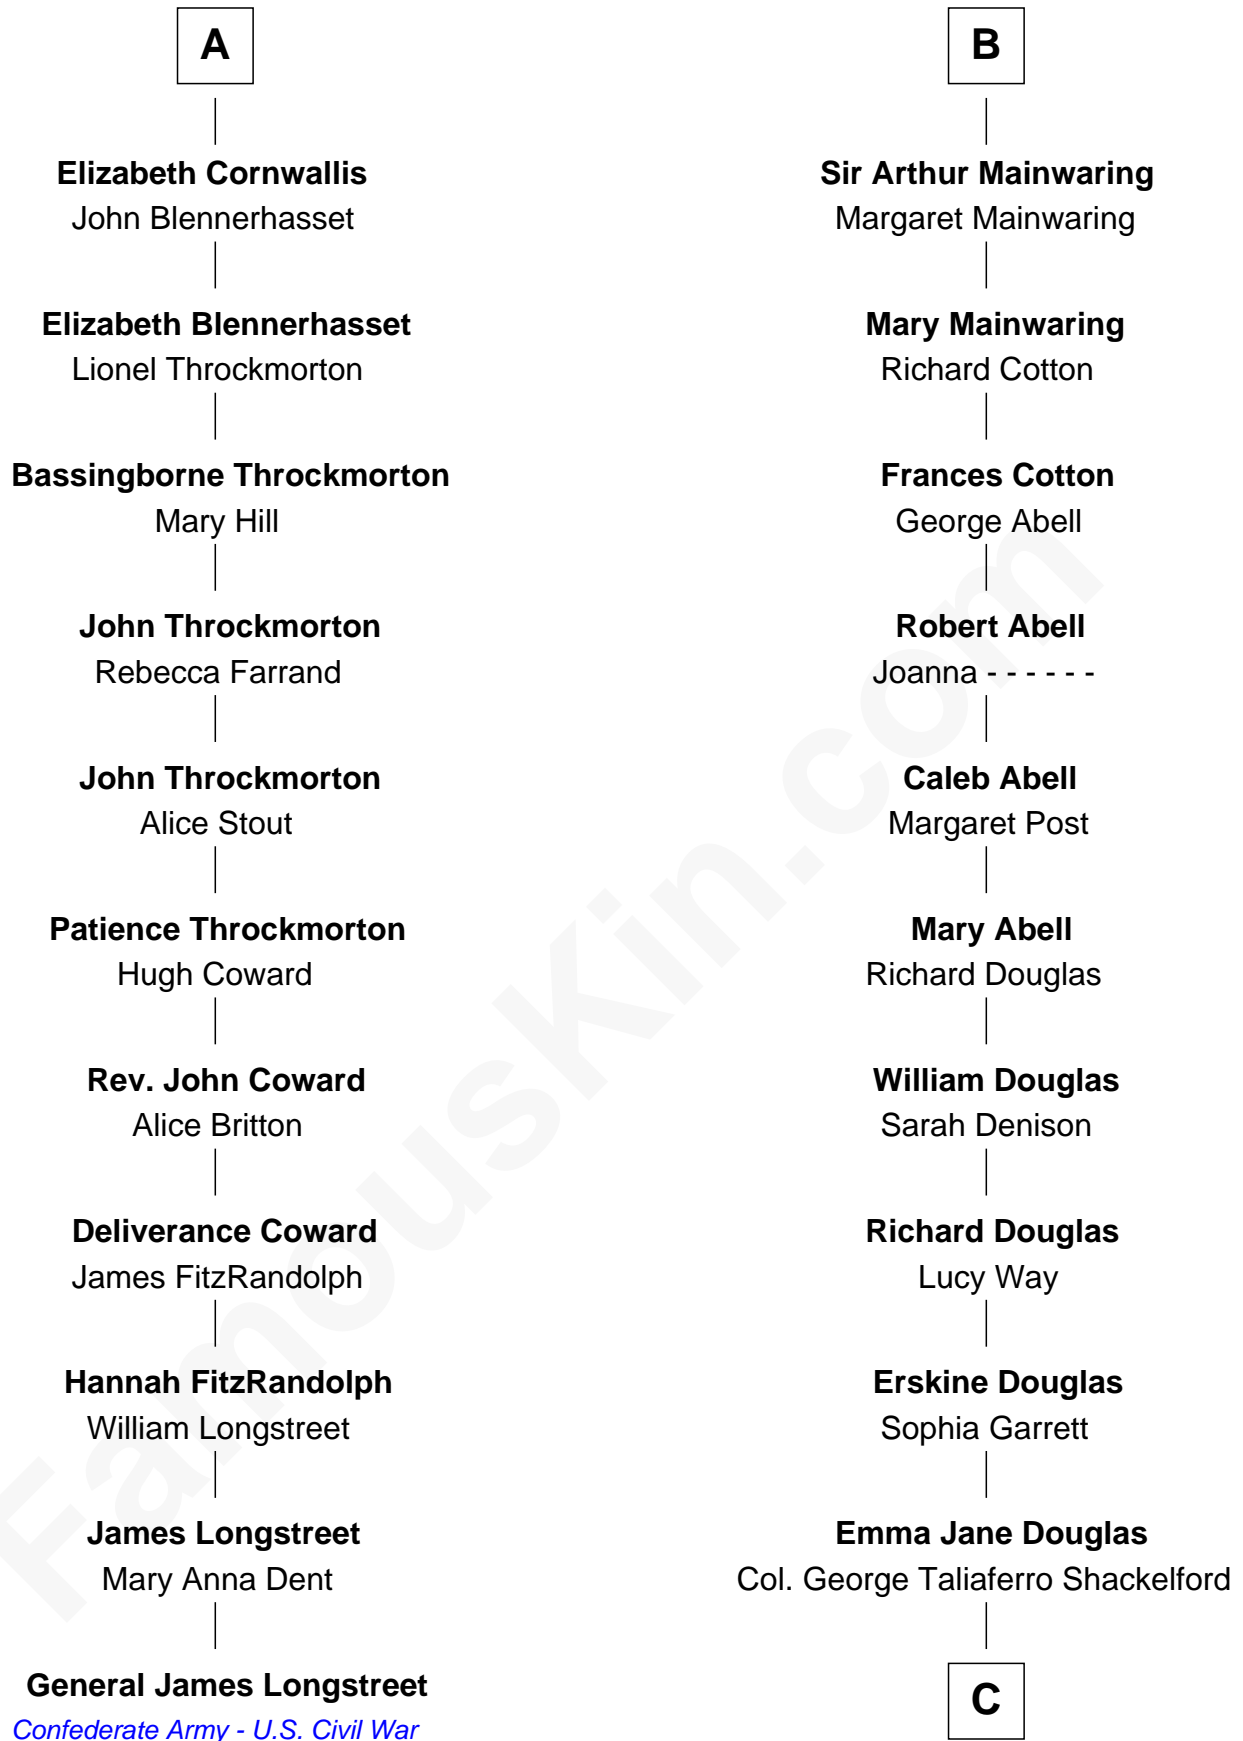 A
Elizabeth Cornwallis
John Blennerhasset
Elizabeth Blennerhasset
Lionel Throckmorton
Bassingborne Throckmorton
Mary Hill
John Throckmorton
Rebecca Farrand
John Throckmorton
Alice Stout
Patience Throckmorton
Hugh Coward
Rev. John Coward
Alice Britton
Deliverance Coward
James FitzRandolph
Hannah FitzRandolph
William Longstreet
James Longstreet
Mary Anna Dent
General James Longstreet
Confederate Army - U.S. Civil War
B
Sir Arthur Mainwaring
Margaret Mainwaring
Mary Mainwaring
Richard Cotton
Frances Cotton
George Abell
Robert Abell
Joanna - - - - - -
Caleb Abell
Margaret Post
Mary Abell
Richard Douglas
William Douglas
Sarah Denison
Richard Douglas
Lucy Way
Erskine Douglas
Sophia Garrett
Emma Jane Douglas
Col. George Taliaferro Shackelford
C
FamousKin.com